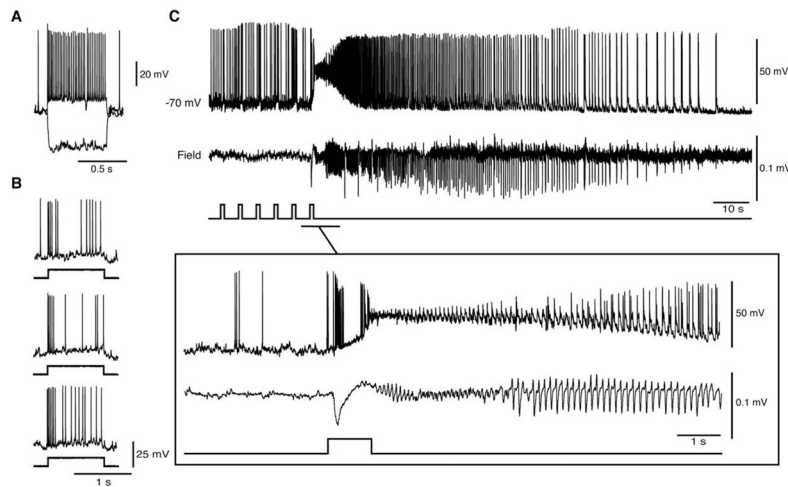 A
20 mV
0.5 s
B
25 mV
1 s
C
-70 mV
50 mV
Field
0.1 mV
10 s
50 mV
0.1 mV
1 s